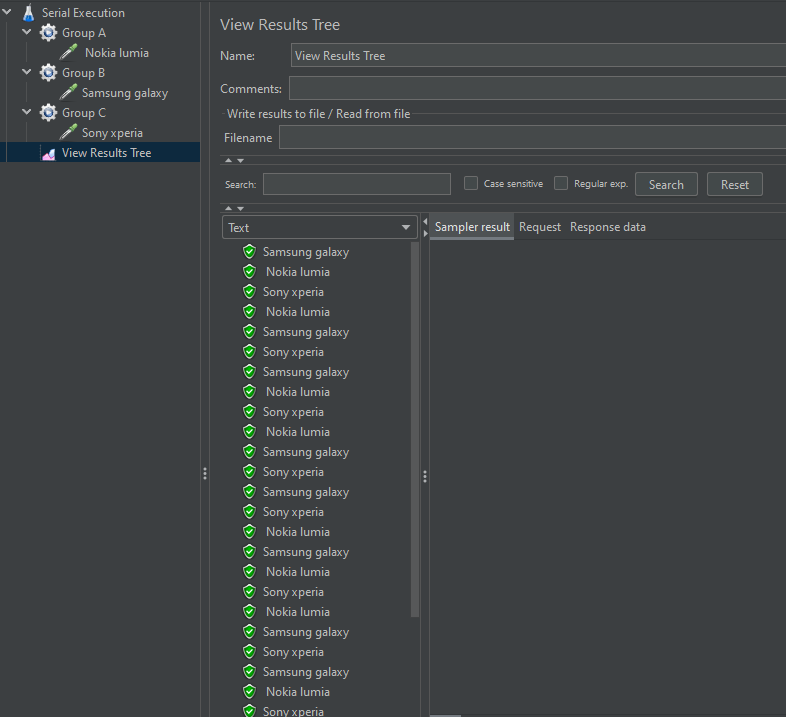 Serial Execution
Group A
Nokia lumia
Group B
Samsung galaxy
Group C
Sony xperia
View Results Tree
View Results Tree
Name: View Results Tree
Comments:
Write results to file / Read from file
Filename
Search: Case sensitive Regular exp. Search Reset
Text
Sampler result Request Response data
Samsung galaxy
Nokia lumia
Sony xperia
Nokia lumia
Samsung galaxy
Sony xperia
Samsung galaxy
Nokia lumia
Sony xperia
Nokia lumia
Samsung galaxy
Sony xperia
Samsung galaxy
Sony xperia
Nokia lumia
Samsung galaxy
Nokia lumia
Sony xperia
Nokia lumia
Samsung galaxy
Sony xperia
Samsung galaxy
Nokia lumia
Sony xperia